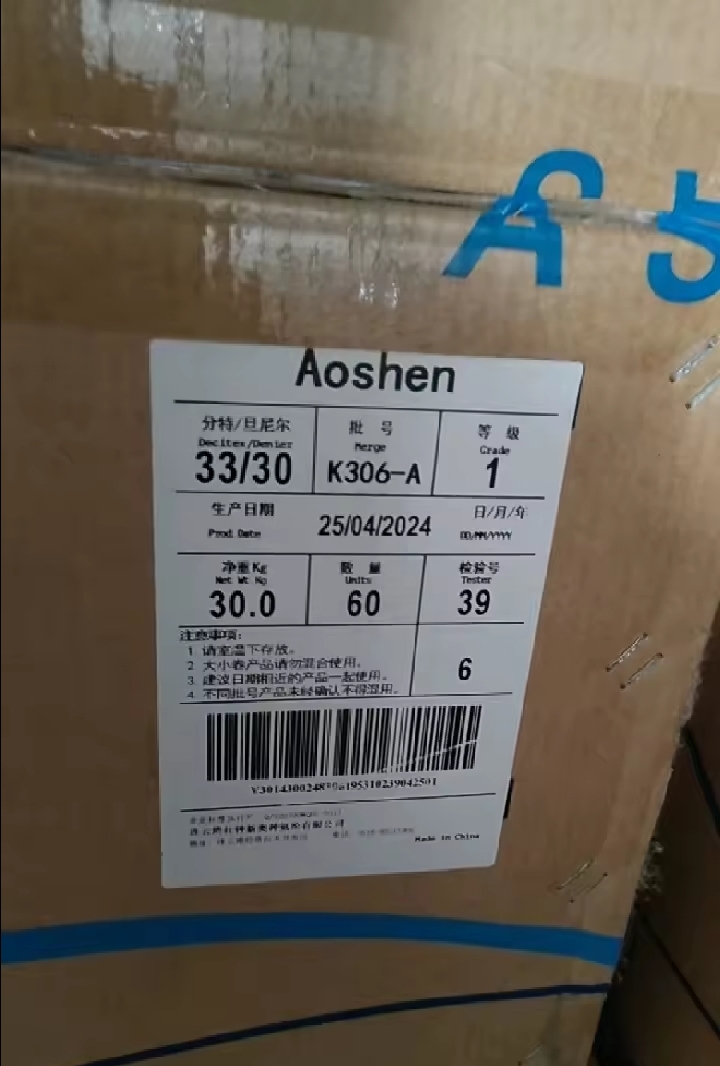 Aoshen
分特/旦尼尔 批号 等级
Decitex/Denier Merge Grade
33/30 K306-A 1
生产日期 25/04/2024 日/月/年
Prod Date DD/MM/YYYY
净重Kg 数量 检验号
Net Wt Kg Units Tester
30.0 60 39
注意事项:
1 请室温下存放。
2 大小卷产品请勿混合使用。
3 建议日期相近的产品一起使用。
4 不同批号产品未经确认不得混用。
6
Made in China